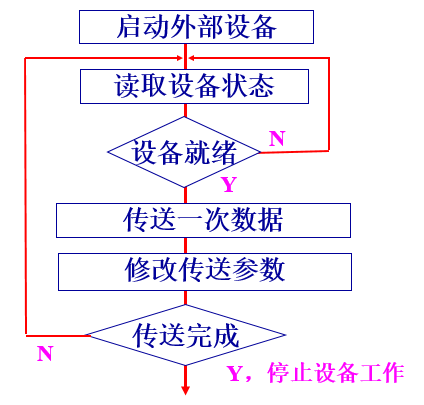 启动外部设备
读取设备状态
设备就绪
N
Y
传送一次数据
修改传送参数
传送完成
N
Y，停止设备工作